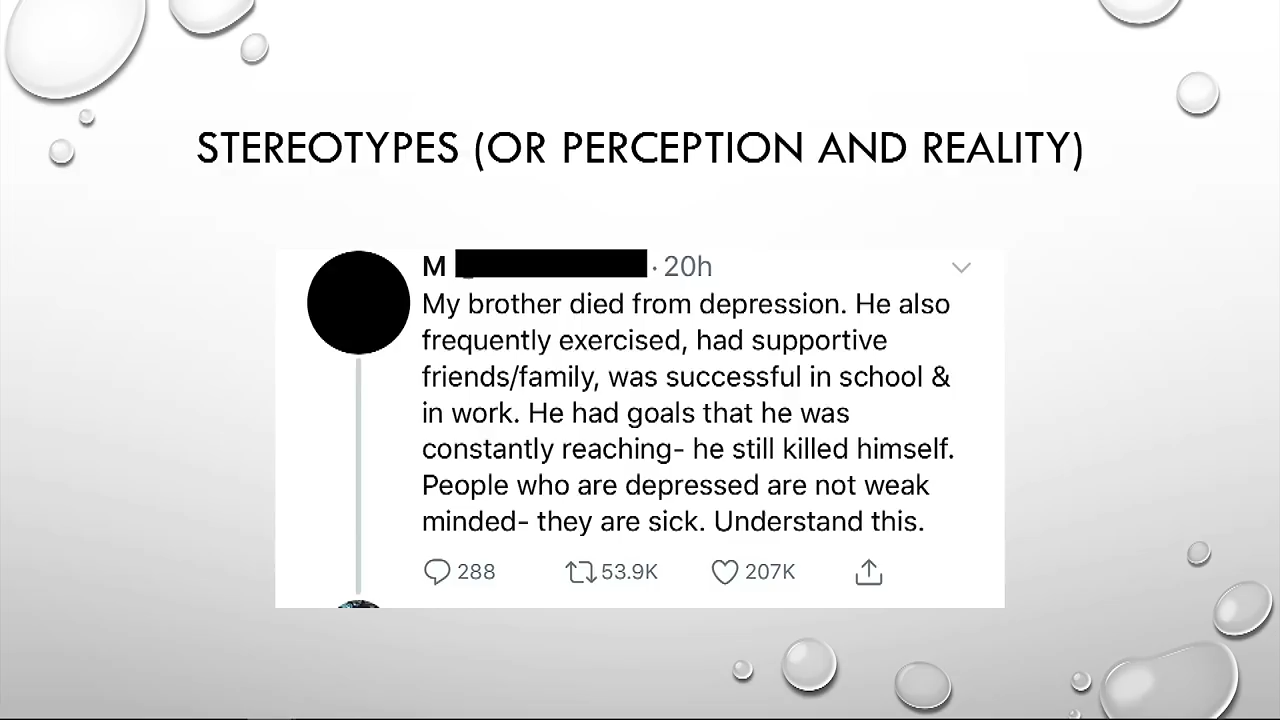 STEREOTYPES (OR PERCEPTION AND REALITY)
M · 20h
My brother died from depression. He also
frequently exercised, had supportive
friends/family, was successful in school &
in work. He had goals that he was
constantly reaching- he still killed himself.
People who are depressed are not weak
minded- they are sick. Understand this.
288 53.9K 207K